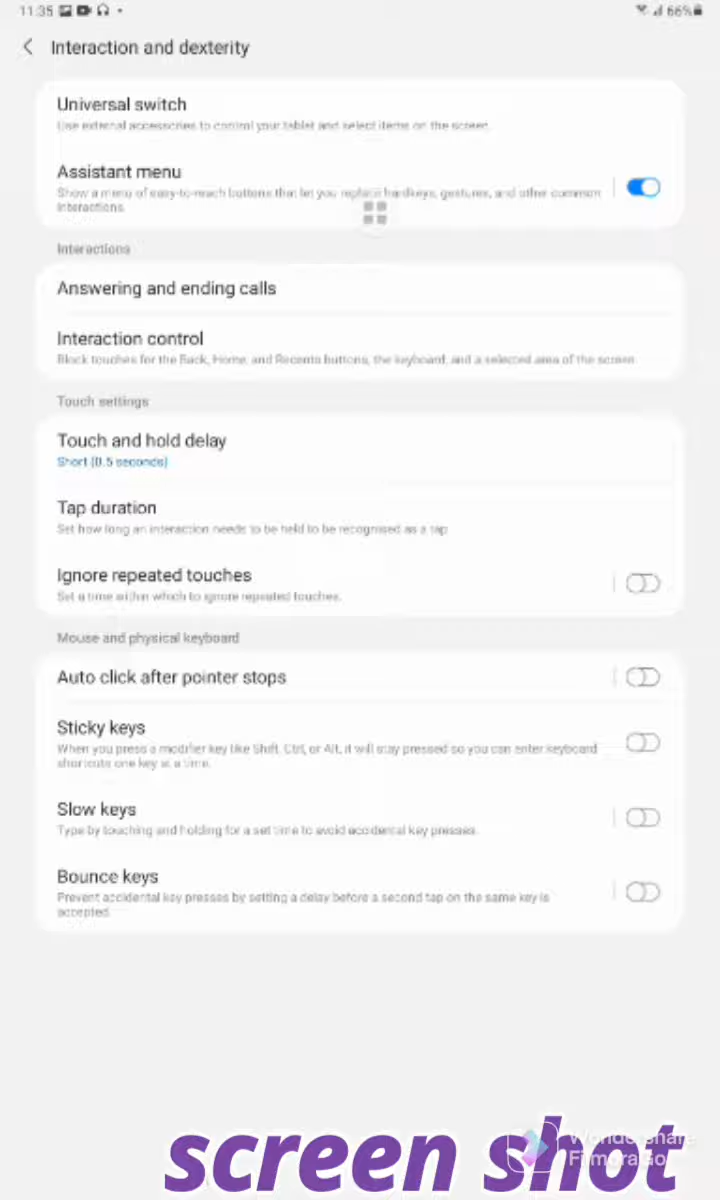 11:35
66%
Interaction and dexterity
Universal switch
Use external accessories to control your tablet and select items on the screen.
Assistant menu
Show a menu of easy-to-reach buttons that let you replace hardkeys, gestures, and other common
interactions.
Interactions
Answering and ending calls
Interaction control
Block touches for the Back, Home, and Recents buttons, the keyboard, and a selected area of the screen.
Touch settings
Touch and hold delay
Short (0.5 seconds)
Tap duration
Set how long an interaction needs to be held to be recognised as a tap.
Ignore repeated touches
Set a time within which to ignore repeated touches.
Mouse and physical keyboard
Auto click after pointer stops
Sticky keys
When you press a modifier key like Shift, Ctrl, or Alt, it will stay pressed so you can enter keyboard
shortcuts one key at a time.
Slow keys
Type by touching and holding for a set time to avoid accidental key presses.
Bounce keys
Prevent accidental key presses by setting a delay before a second tap on the same key is
accepted.
screen shot
Wondershare
FilmoraGo